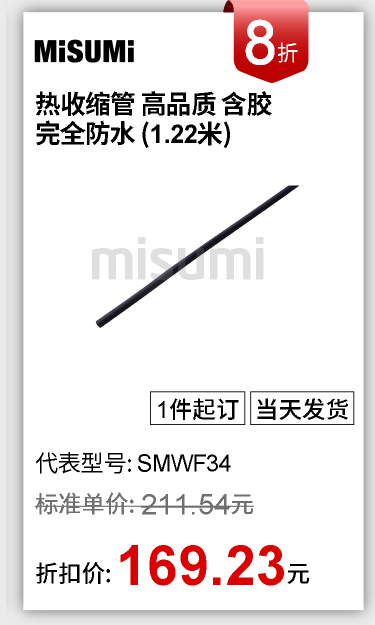 8折
MiSUMi
热收缩管 高品质 含胶
完全防水 (1.22米)
misumi
1件起订 当天发货
代表型号: SMWF34
标准单价: 211.54元
折扣价: 169.23元